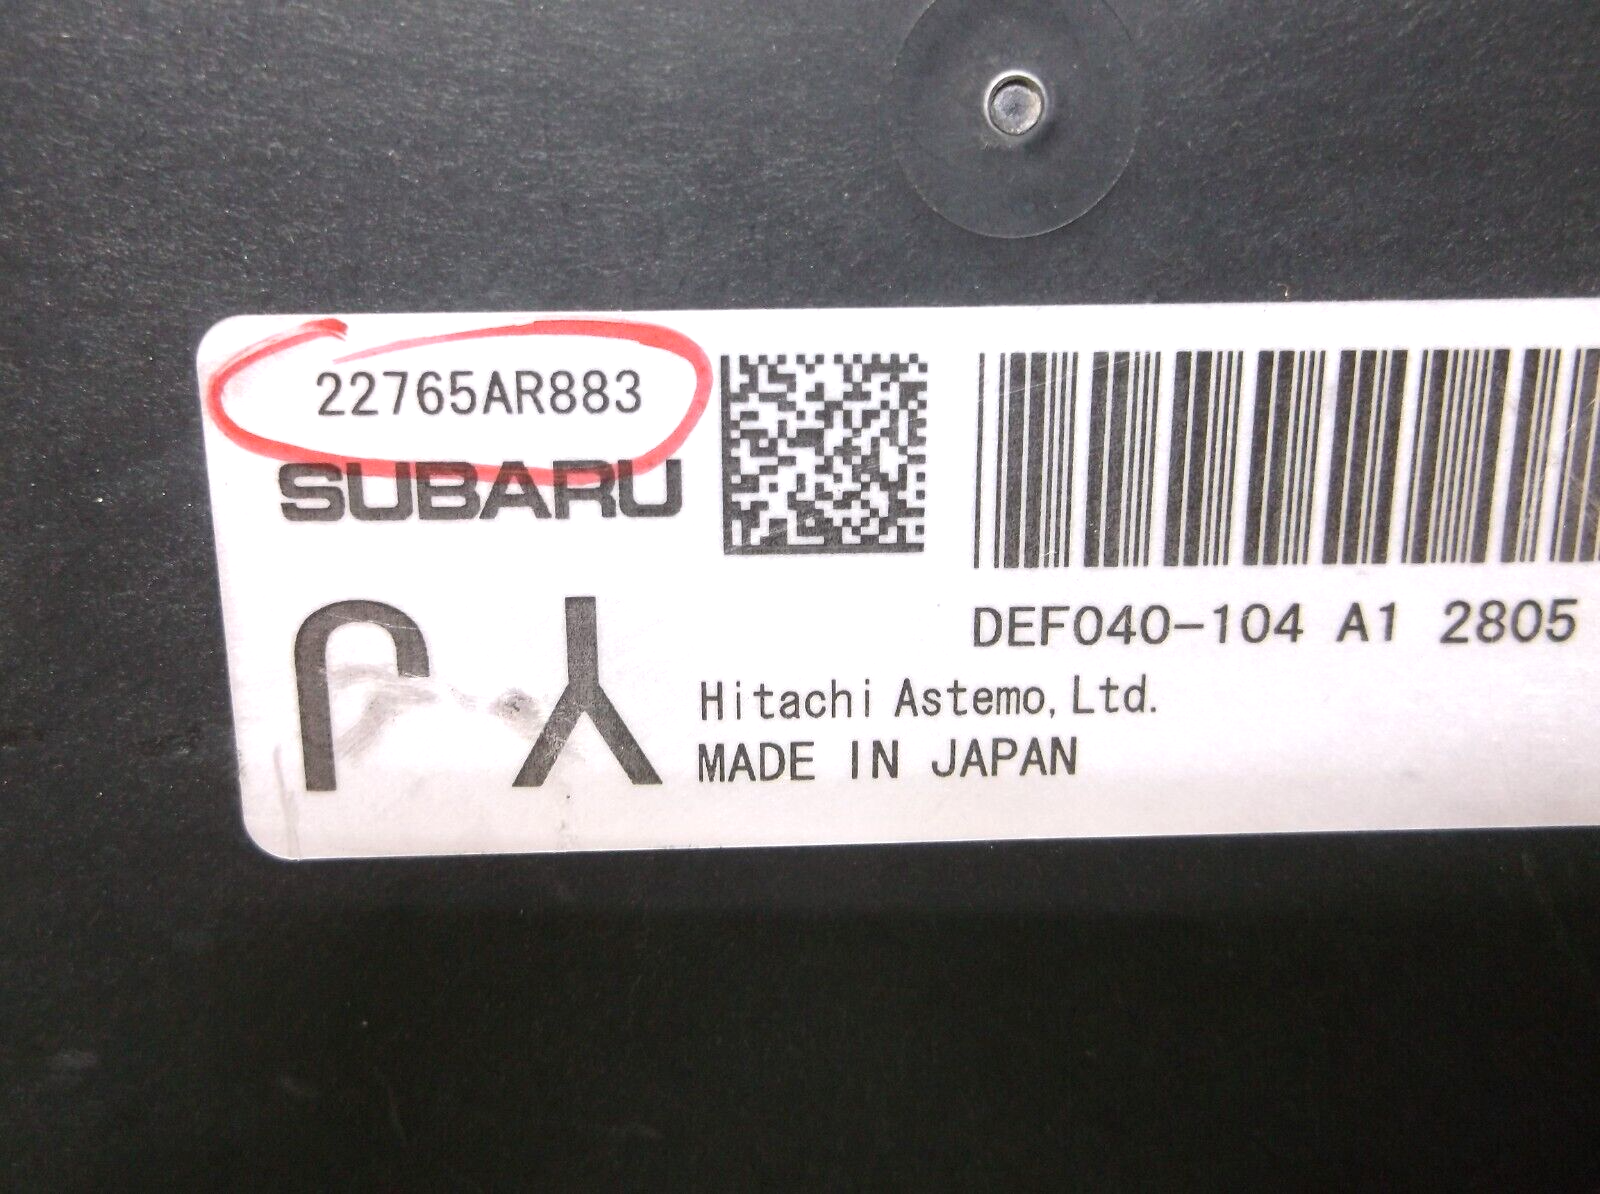 22765AR883
SUBARU
DEF040-104 A1 2805
Hitachi Astemo, Ltd.
MADE IN JAPAN